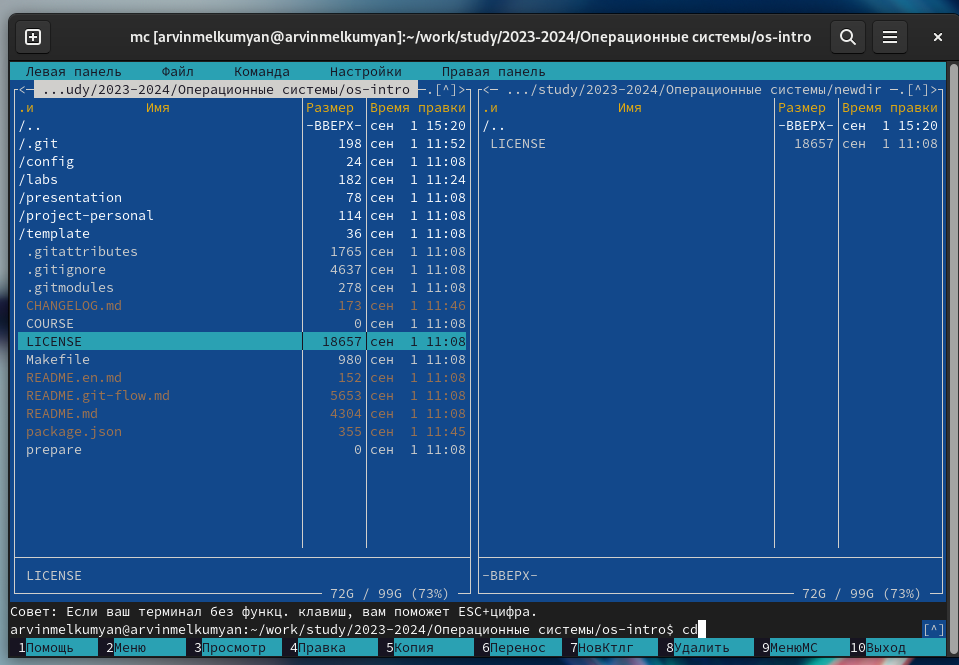 mc [arvinmelkumyan@arvinmelkumyan]:~/work/study/2023-2024/Операционные системы/os-intro
Левая панель Файл Команда Настройки Правая панель
<─ ...udy/2023-2024/Операционные системы/os-intro ─.[^]>
.и Имя Размер Время правки
/.. -ВВЕРХ- сен 1 15:20
/.git 198 сен 1 11:52
/config 24 сен 1 11:08
/labs 182 сен 1 11:24
/presentation 78 сен 1 11:08
/project-personal 114 сен 1 11:08
/template 36 сен 1 11:08
.gitattributes 1765 сен 1 11:08
.gitignore 4637 сен 1 11:08
.gitmodules 278 сен 1 11:08
CHANGELOG.md 173 сен 1 11:46
COURSE 0 сен 1 11:08
LICENSE 18657 сен 1 11:08
Makefile 980 сен 1 11:08
README.en.md 152 сен 1 11:08
README.git-flow.md 5653 сен 1 11:08
README.md 4304 сен 1 11:08
package.json 355 сен 1 11:45
prepare 0 сен 1 11:08
LICENSE
72G / 99G (73%)
<─ .../study/2023-2024/Операционные системы/newdir ─.[^]>
.и Имя Размер Время правки
/.. -ВВЕРХ- сен 1 15:20
LICENSE 18657 сен 1 11:08
-ВВЕРХ-
72G / 99G (73%)
Совет: Если ваш терминал без функц. клавиш, вам поможет ESC+цифра.
arvinmelkumyan@arvinmelkumyan:~/work/study/2023-2024/Операционные системы/os-intro$ cd [^]
1Помощь 2Меню 3Просмотр 4Правка 5Копия 6Перенос 7НовКтлг 8Удалить 9МенюМС 10Выход